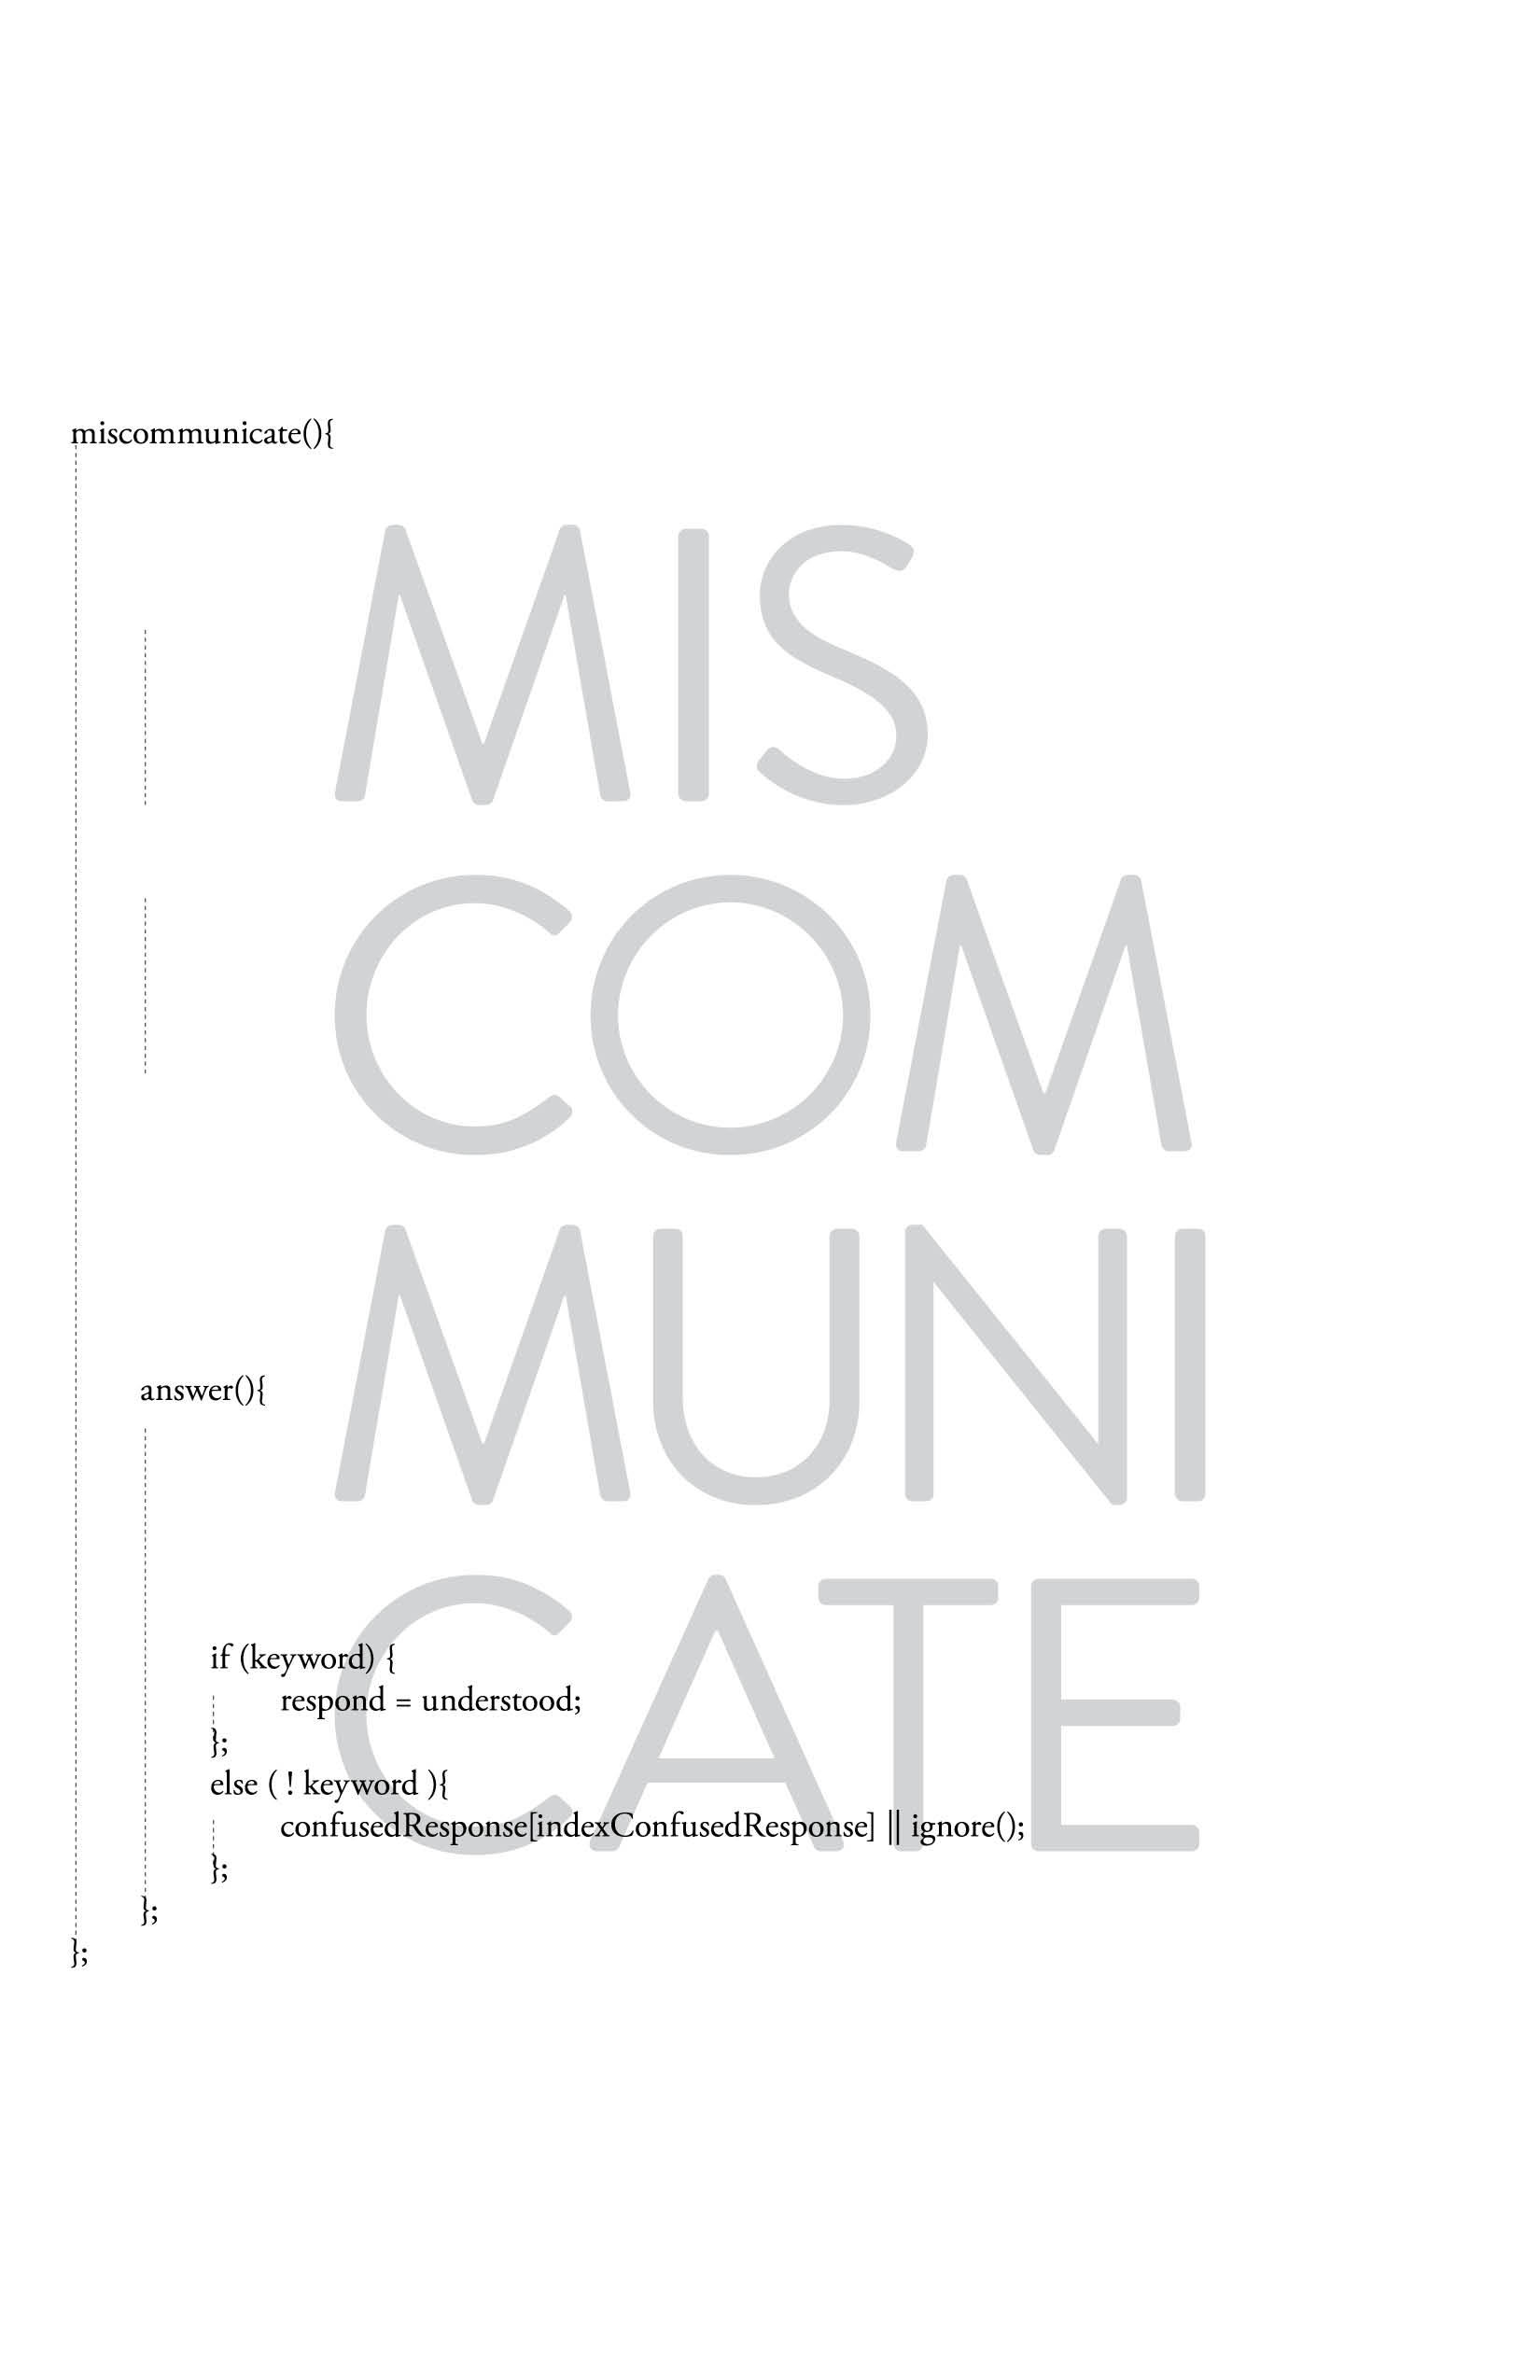 miscommunicate(){
MIS
COM
MUNI
answer(){
CATE
if (keyword) {
respond = understood;
};
else ( ! keyword ){
confusedResponse[indexConfusedResponse] || ignore();
};
};
};